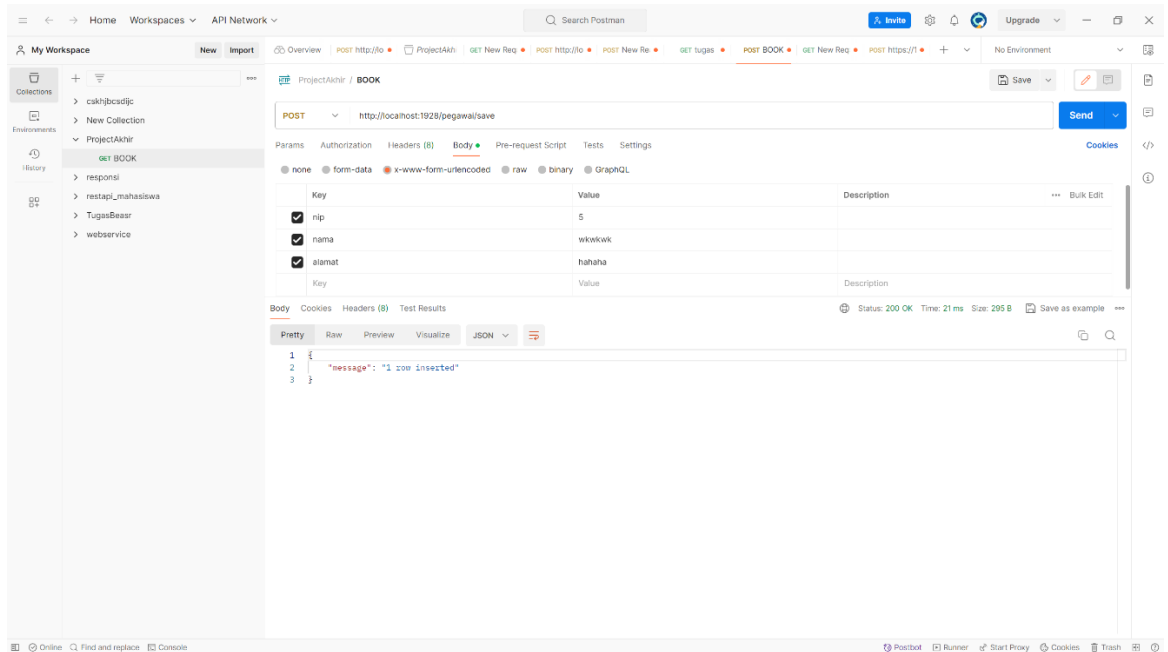 Home Workspaces API Network Search Postman Invite Upgrade
My Workspace New Import Overview POST http://lo ProjectAkh: GET New Req POST http://lo POST New Re GET tugas POST BOOK GET New Req POST https://1 No Environment
Collections
Environments
History
cskhjbcsdijc
New Collection
ProjectAkhir
GET BOOK
responsi
restapi_mahasiswa
TugasBeasr
webservice
HTTP ProjectAkhir / BOOK Save
POST http://localhost:1928/pegawai/save Send
Params Authorization Headers (8) Body Pre-request Script Tests Settings Cookies
none form-data x-www-form-urlencoded raw binary GraphQL
Key Value Description Bulk Edit
nip 5
nama wkwkwk
alamat hahaha
Key Value Description
Body Cookies Headers (8) Test Results Status: 200 OK Time: 21 ms Size: 295 B Save as example
Pretty Raw Preview Visualize JSON
1 {
2 "message": "1 row inserted"
3 }
Online Find and replace Console Postbot Runner Start Proxy Cookies Trash